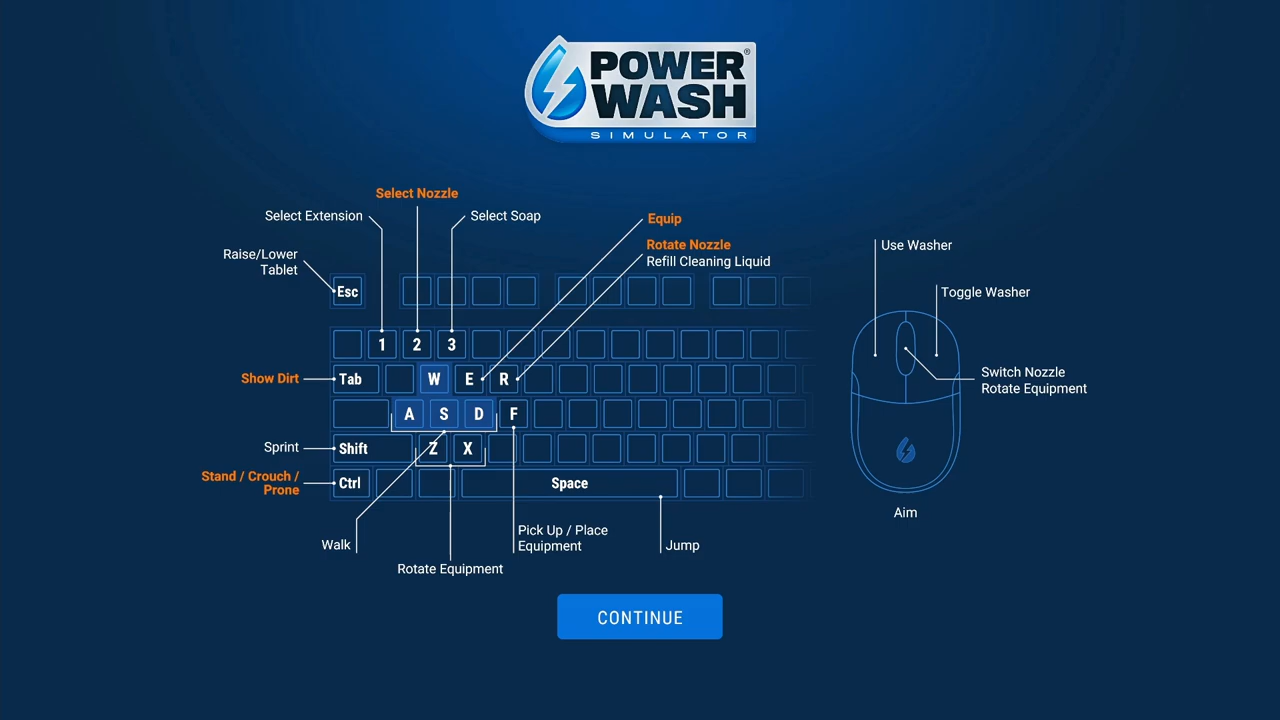 POWER®
WASH
SIMULATOR
Select Nozzle
Select Extension
Select Soap
Equip
Rotate Nozzle
Refill Cleaning Liquid
Raise/Lower
Tablet
Use Washer
Toggle Washer
Esc
1 2 3
Show Dirt
Tab W E R
Switch Nozzle
Rotate Equipment
A S D F
Sprint
Shift Z X
Stand / Crouch /
Prone
Ctrl Space
Aim
Walk
Pick Up / Place
Equipment
Jump
Rotate Equipment
CONTINUE